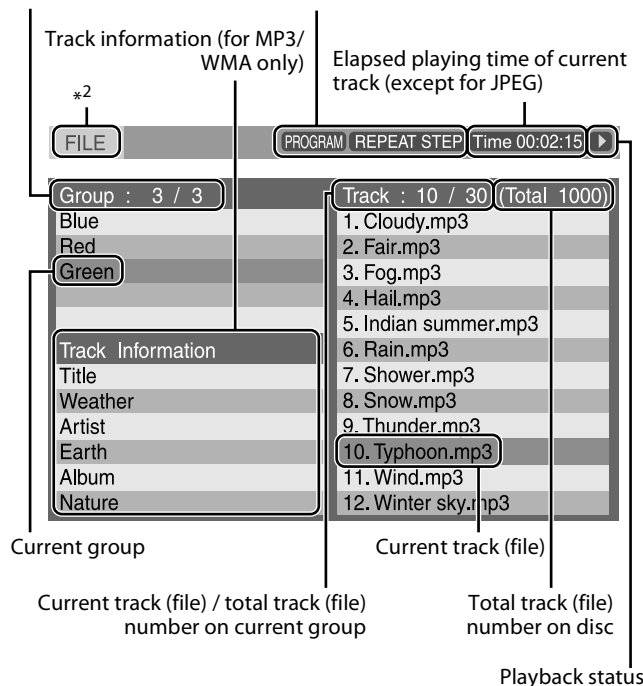 Track information (for MP3/
WMA only)
Elapsed playing time of current
track (except for JPEG)
*2
FILE
PROGRAM REPEAT STEP Time 00:02:15
Group : 3 / 3
Blue
Red
Green
Track Information
Title
Weather
Artist
Earth
Album
Nature
Track : 10 / 30 (Total 1000)
1. Cloudy.mp3
2. Fair.mp3
3. Fog.mp3
4. Hail.mp3
5. Indian summer.mp3
6. Rain.mp3
7. Shower.mp3
8. Snow.mp3
9. Thunder.mp3
10. Typhoon.mp3
11. Wind.mp3
12. Winter sky.mp3
Current group
Current track (file)
Current track (file) / total track (file)
number on current group
Total track (file)
number on disc
Playback status